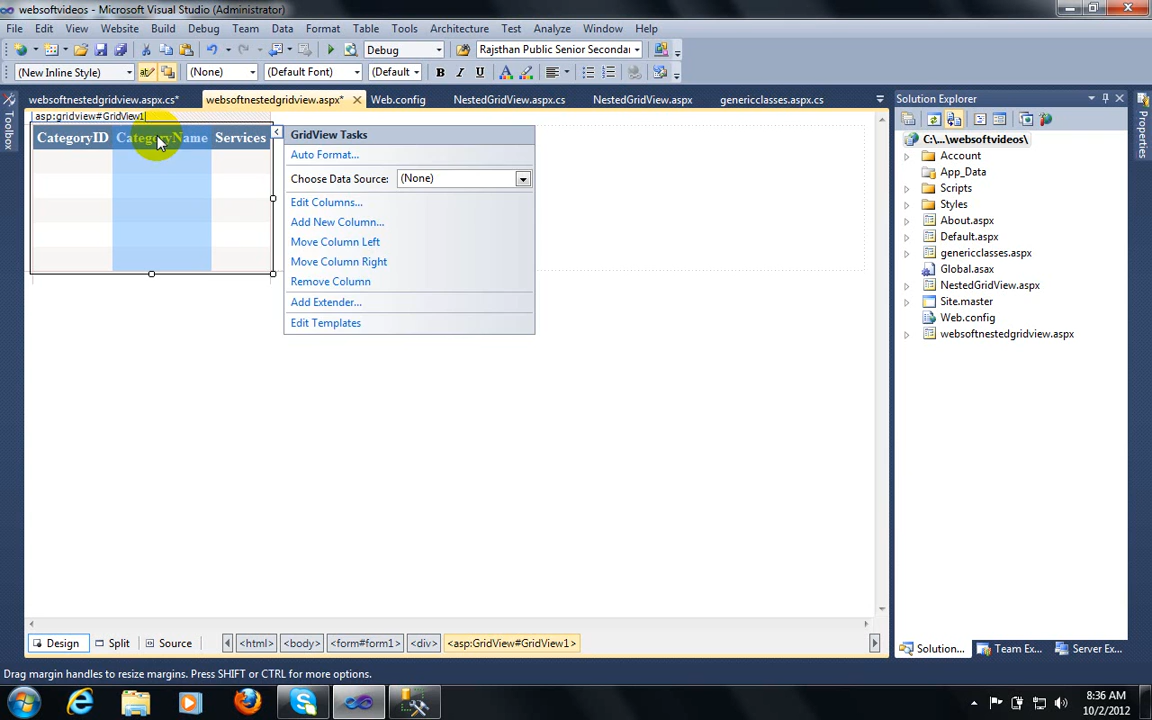 websoftvideos - Microsoft Visual Studio (Administrator)
File Edit View Website Build Debug Team Data Format Table Tools Architecture Test Analyze Window Help
Debug Rajsthan Public Senior Secondar
(New Inline Style) (None) (Default Font) (Default B I U A
websoftnestedgridview.aspx.cs* websoftnestedgridview.aspx* Web.config NestedGridView.aspx.cs NestedGridView.aspx genericclasses.aspx.cs
Toolbox
asp:gridview#GridView1
CategoryID CategoryName Services
GridView Tasks
Auto Format...
Choose Data Source: (None)
Edit Columns...
Add New Column...
Move Column Left
Move Column Right
Remove Column
Add Extender...
Edit Templates
Solution Explorer
C:\...\websoftvideos\
Account
App_Data
Scripts
Styles
About.aspx
Default.aspx
genericclasses.aspx
Global.asax
NestedGridView.aspx
Site.master
Web.config
websoftnestedgridview.aspx
Properties
Design Split Source <html> <body> <form#form1> <div> <asp:GridView#GridView1>
Solution... Team Ex... Server Ex...
Drag margin handles to resize margins. Press SHIFT or CTRL for more options.
8:36 AM
10/2/2012